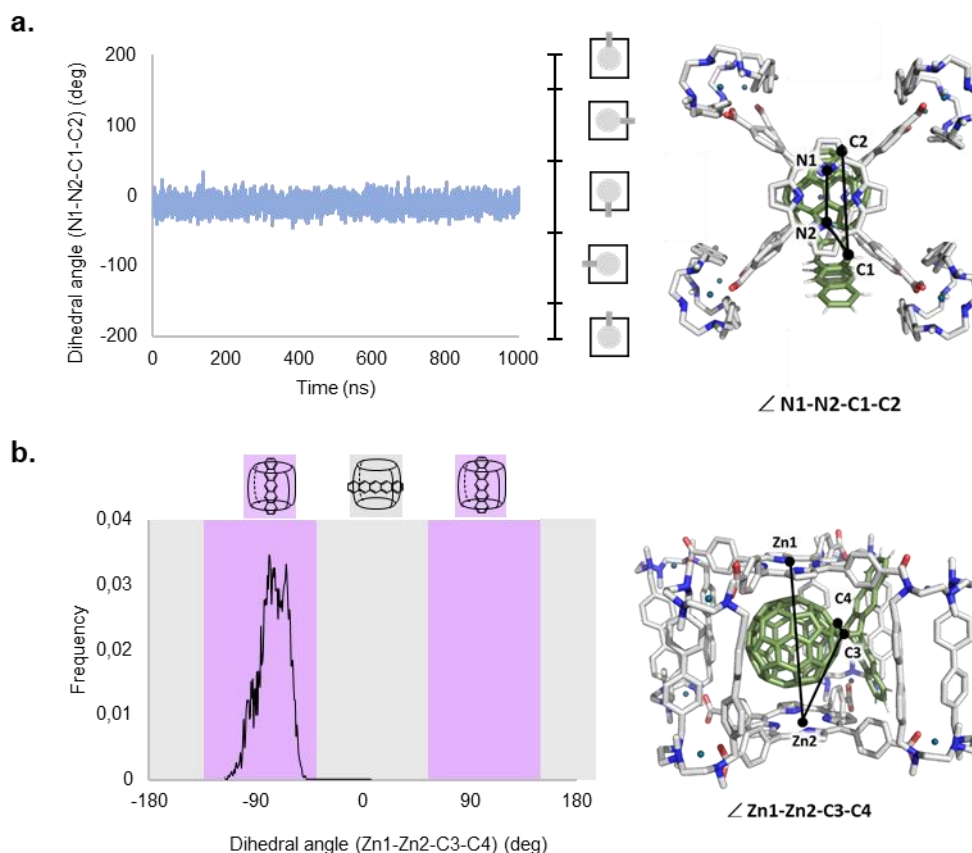 a.
Dihedral angle (N1-N2-C1-C2) (deg)
200
100
0
-100
-200
0 200 400 600 800 1000
Time (ns)
C2
N1
N2
C1
∠ N1-N2-C1-C2
b.
Frequency
0,04
0,03
0,02
0,01
0
-180 -90 0 90 180
Dihedral angle (Zn1-Zn2-C3-C4) (deg)
Zn1
C4
C3
Zn2
∠ Zn1-Zn2-C3-C4